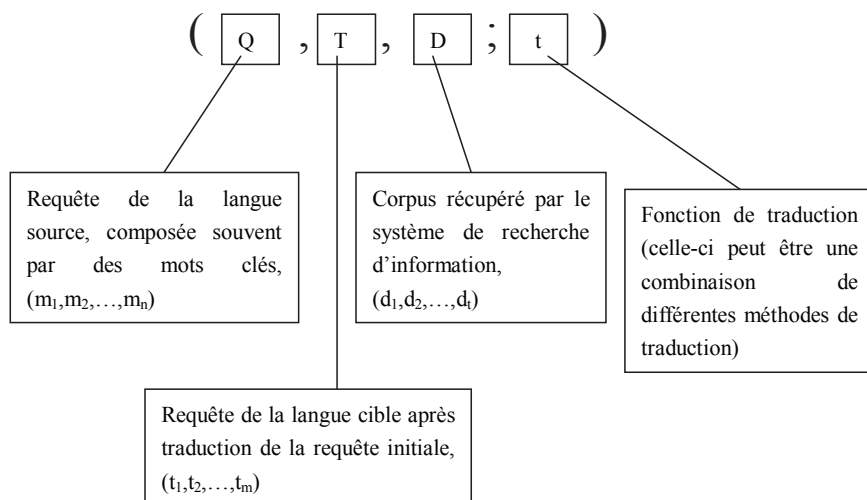 ( Q , T , D ; t )
Requête de la langue
source, composée souvent
par des mots clés,
(m₁,m₂,…,mₙ)
Corpus récupéré par le
système de recherche
d’information,
(d₁,d₂,…,dₜ)
Fonction de traduction
(celle-ci peut être une
combinaison de
différentes méthodes de
traduction)
Requête de la langue cible après
traduction de la requête initiale,
(t₁,t₂,…,tₘ)